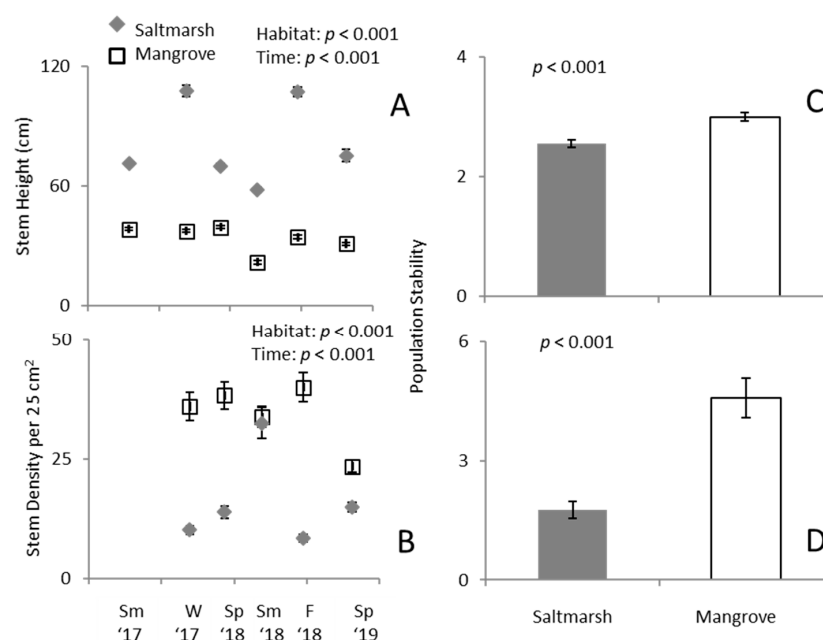 Saltmarsh
Mangrove
Habitat: p < 0.001
Time: p < 0.001
120
60
0
Stem Height (cm)
A
Habitat: p < 0.001
Time: p < 0.001
50
25
0
Stem Density per 25 cm²
B
Sm W Sp Sm F Sp
‘17 ‘17 ‘18 ‘18 ‘18 ‘19
p < 0.001
4
2
0
C
Population Stability
p < 0.001
6
3
0
D
Saltmarsh Mangrove